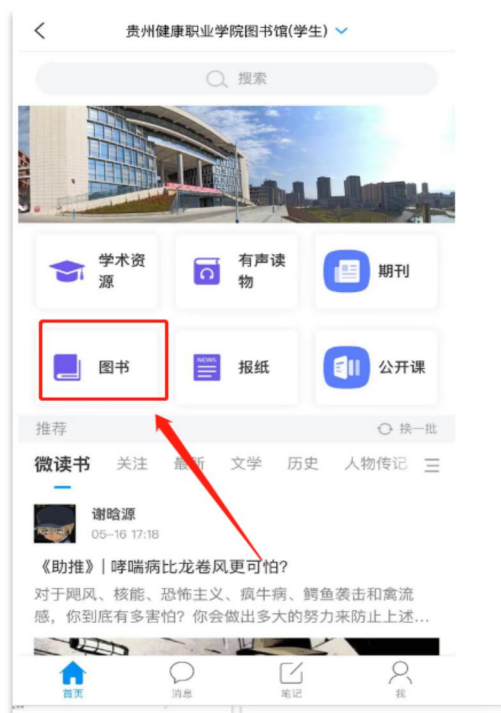 贵州健康职业学院图书馆(学生)
搜索
学术资
源
有声读
物
期刊
图书
NEWS
报纸
公开课
推荐
换一批
微读书 关注 最新 文学 历史 人物传记
谢晗源
05-16 17:18
《助推》| 哮喘病比龙卷风更可怕?
对于飓风、核能、恐怖主义、疯牛病、鳄鱼袭击和禽流
感，你到底有多害怕? 你会做出多大的努力来防止上述...
首页 消息 笔记 我